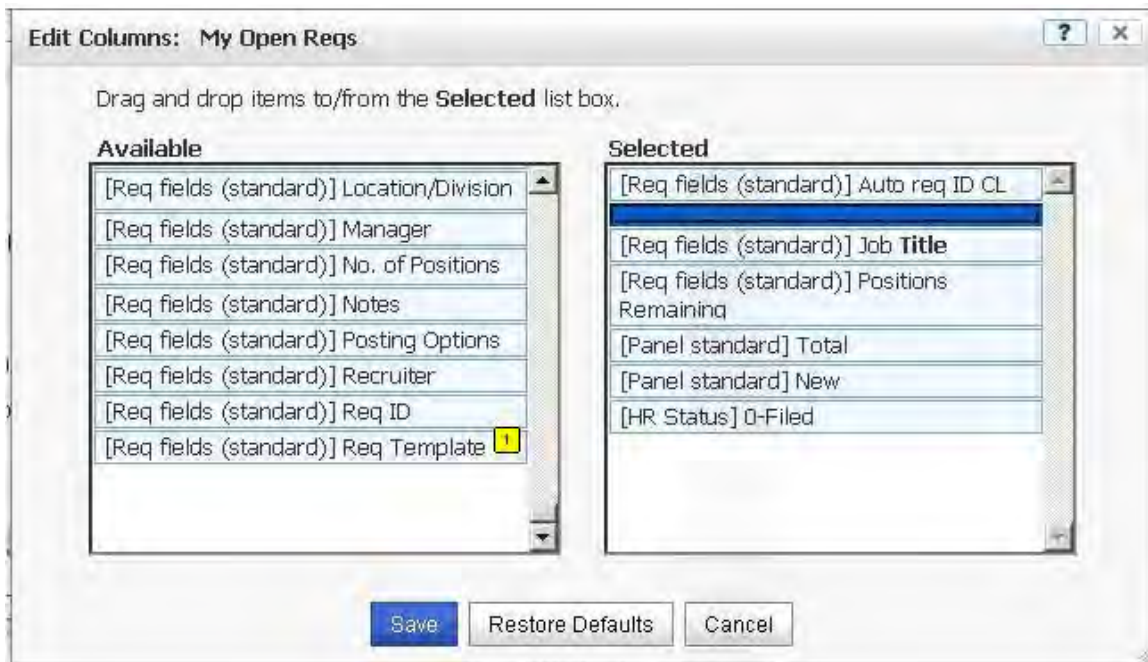 Edit Columns: My Open Reqs
?
×
Drag and drop items to/from the Selected list box.
Available
[Req fields (standard)] Location/Division
[Req fields (standard)] Manager
[Req fields (standard)] No. of Positions
[Req fields (standard)] Notes
[Req fields (standard)] Posting Options
[Req fields (standard)] Recruiter
[Req fields (standard)] Req ID
[Req fields (standard)] Req Template 1
Selected
[Req fields (standard)] Auto req ID CL
[Req fields (standard)] Job Title
[Req fields (standard)] Positions
Remaining
[Panel standard] Total
[Panel standard] New
[HR Status] 0-Filed
Save
Restore Defaults
Cancel